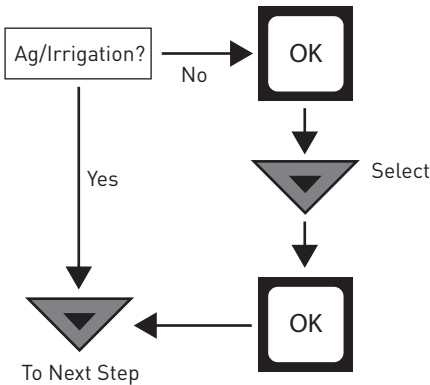 Ag/Irrigation?
No
OK
Select
Yes
OK
To Next Step